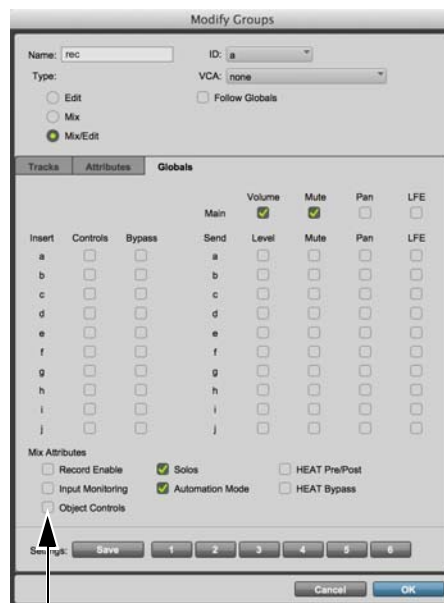 Modify Groups
Name: rec ID: a
Type: VCA: none
Edit Follow Globals
Mix
Mix/Edit
Tracks Attributes Globals
Volume Mute Pan LFE
Main
Insert Controls Bypass Send Level Mute Pan LFE
a a
b b
c c
d d
e e
f f
g g
h h
i i
j j
Mix Attributes
Record Enable Solos HEAT Pre/Post
Input Monitoring Automation Mode HEAT Bypass
Object Controls
Settings: Save 1 2 3 4 5 6
Cancel OK